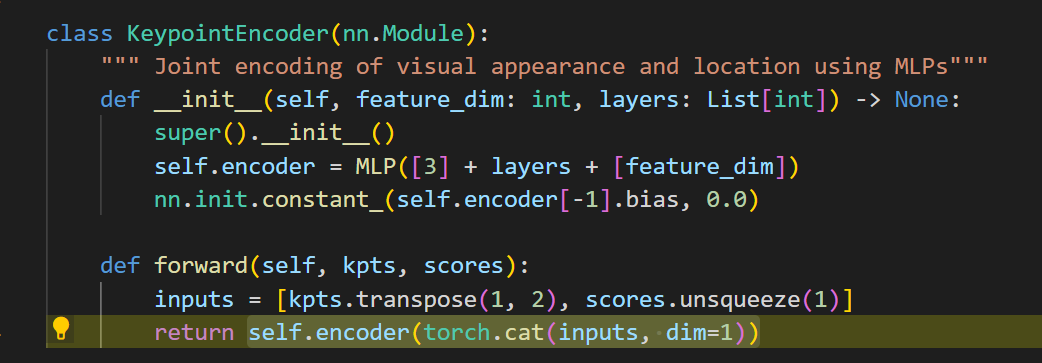 class KeypointEncoder(nn.Module):
    """ Joint encoding of visual appearance and location using MLPs"""
    def __init__(self, feature_dim: int, layers: List[int]) -> None:
        super().__init__()
        self.encoder = MLP([3] + layers + [feature_dim])
        nn.init.constant_(self.encoder[-1].bias, 0.0)

    def forward(self, kpts, scores):
        inputs = [kpts.transpose(1, 2), scores.unsqueeze(1)]
        return self.encoder(torch.cat(inputs, dim=1))